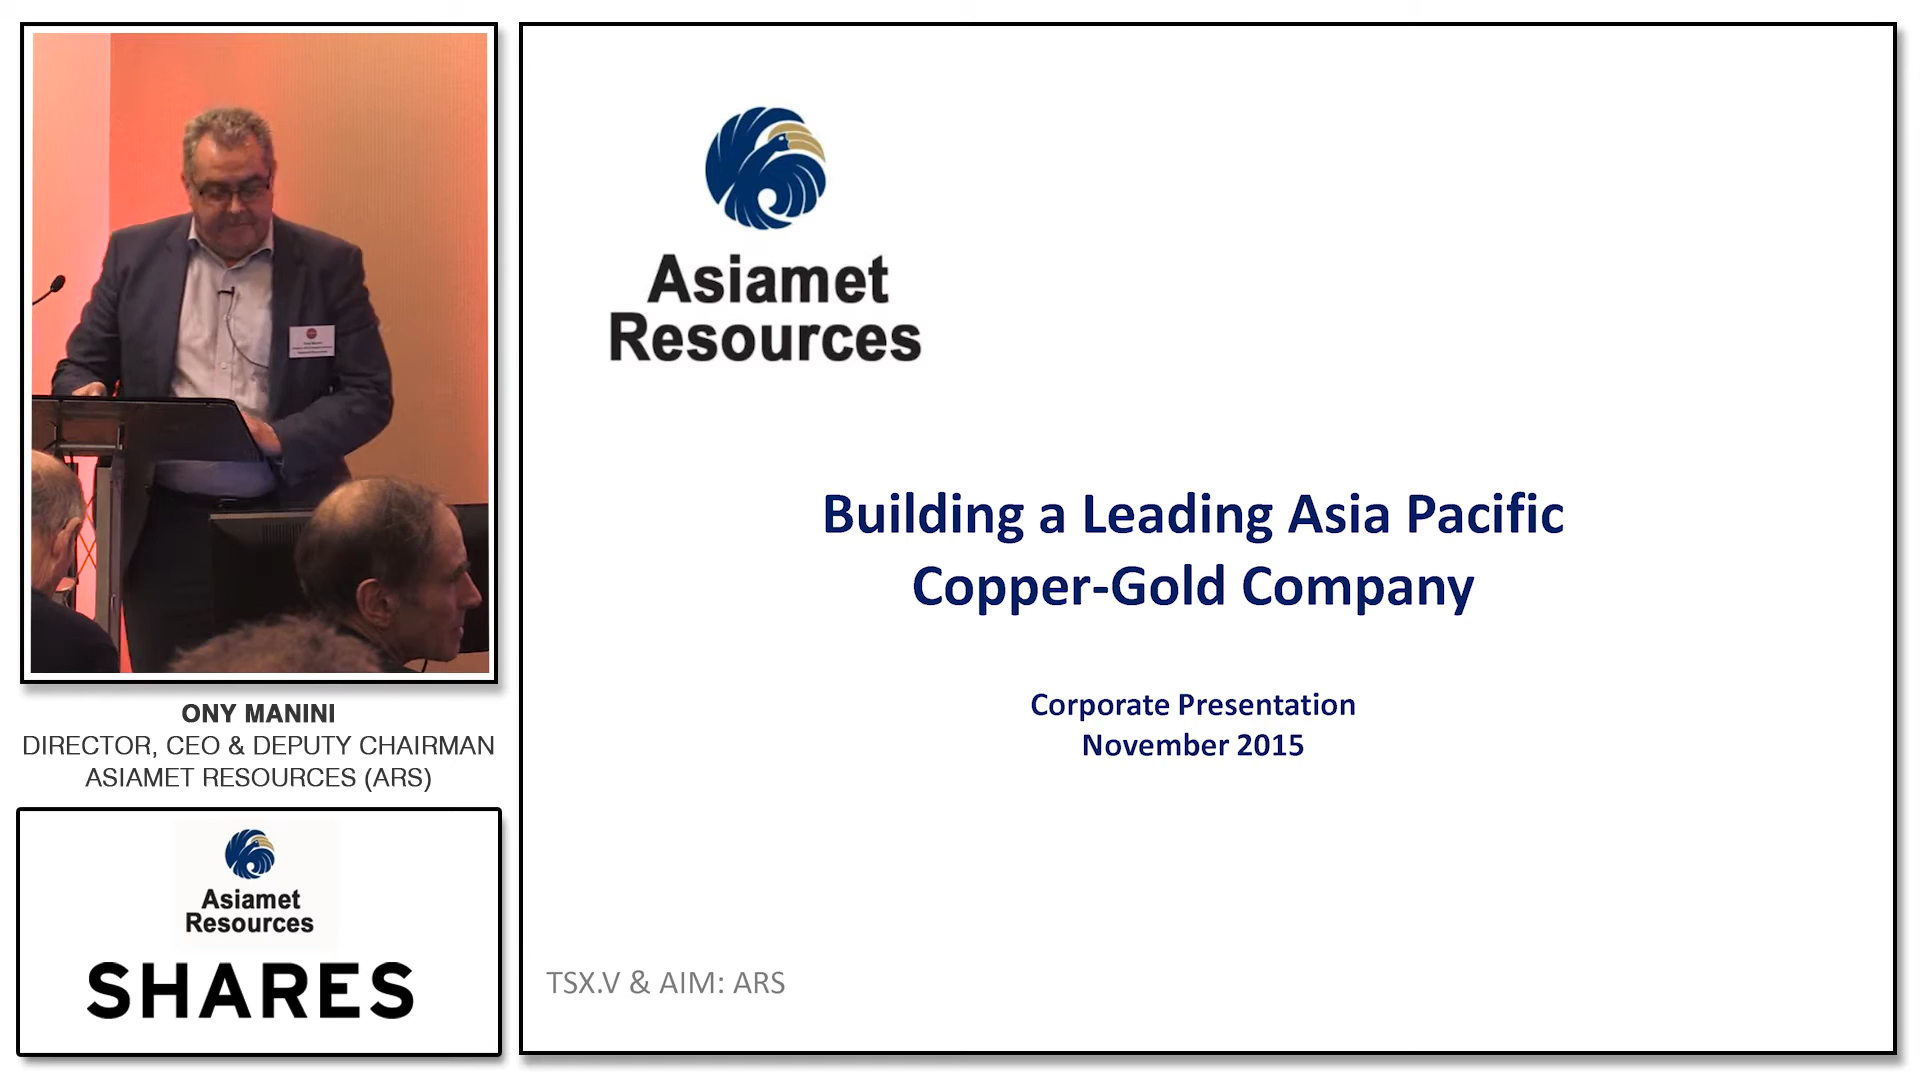 Asiamet
Resources
Building a Leading Asia Pacific
Copper-Gold Company
Corporate Presentation
November 2015
TSX.V & AIM: ARS
ONY MANINI
DIRECTOR, CEO & DEPUTY CHAIRMAN
ASIAMET RESOURCES (ARS)
Asiamet
Resources
SHARES